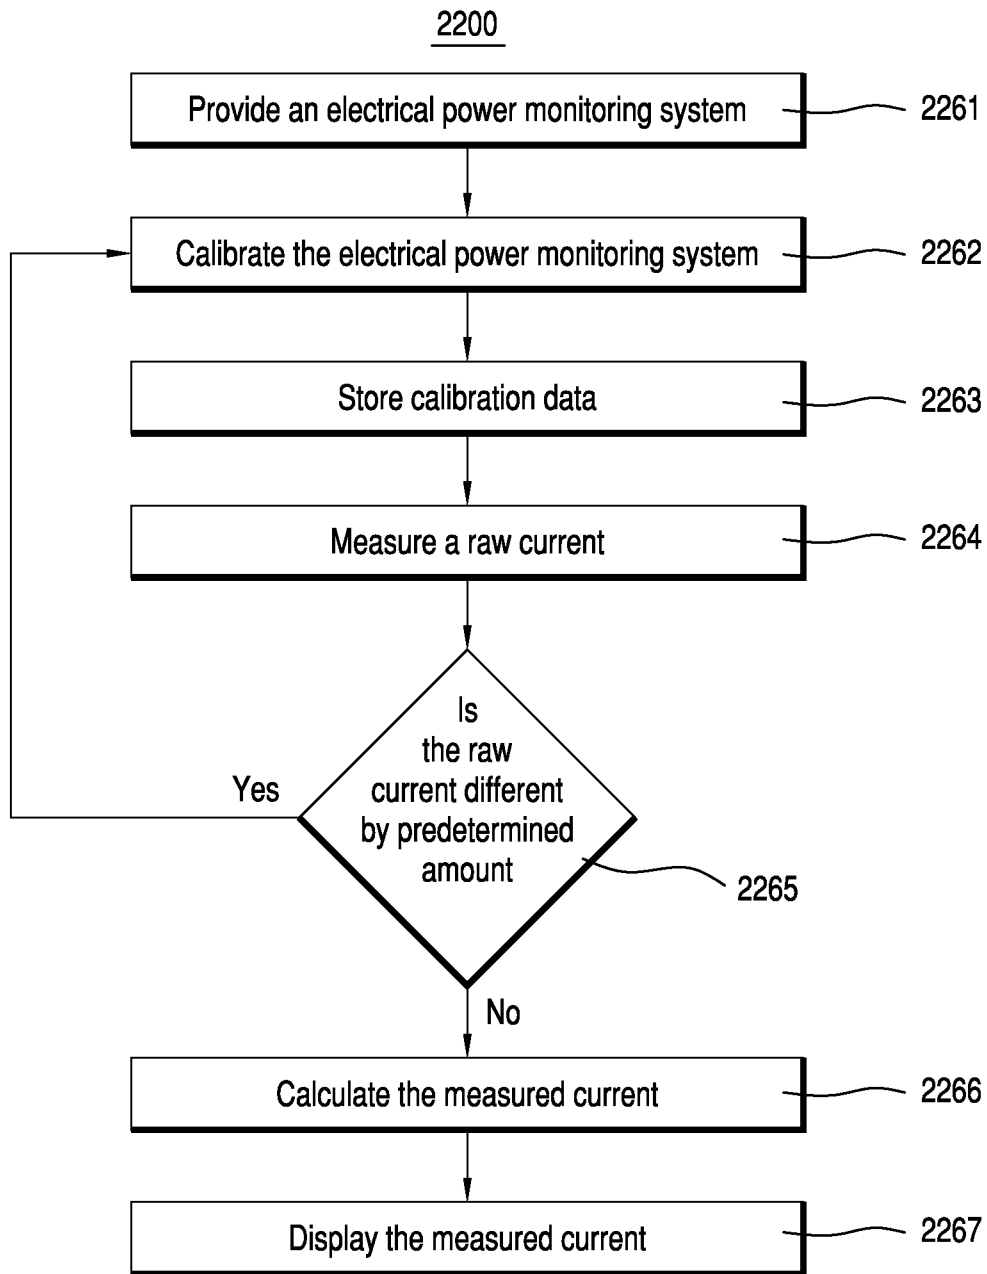 2200
Provide an electrical power monitoring system
2261
Calibrate the electrical power monitoring system
2262
Store calibration data
2263
Measure a raw current
2264
Is
the raw
current different
by predetermined
amount
Yes
2265
No
Calculate the measured current
2266
Display the measured current
2267